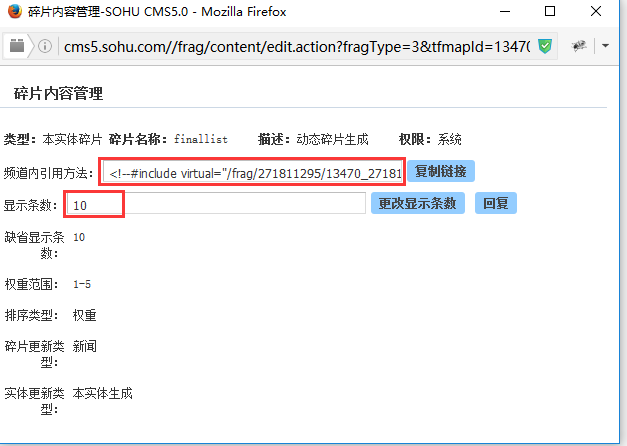 碎片内容管理-SOHU CMS5.0 - Mozilla Firefox
cms5.sohu.com//frag/content/edit.action?fragType=3&tfmapId=13470
碎片内容管理
类型：本实体碎片 碎片名称：finallist 描述：动态碎片生成 权限：系统
频道内引用方法：<!--#include virtual="/frag/271811295/13470_27181 复制链接
显示条数：10 更改显示条数 回复
缺省显示条数：10
权重范围：1-5
排序类型：权重
碎片更新类型：新闻
实体更新类型：本实体生成